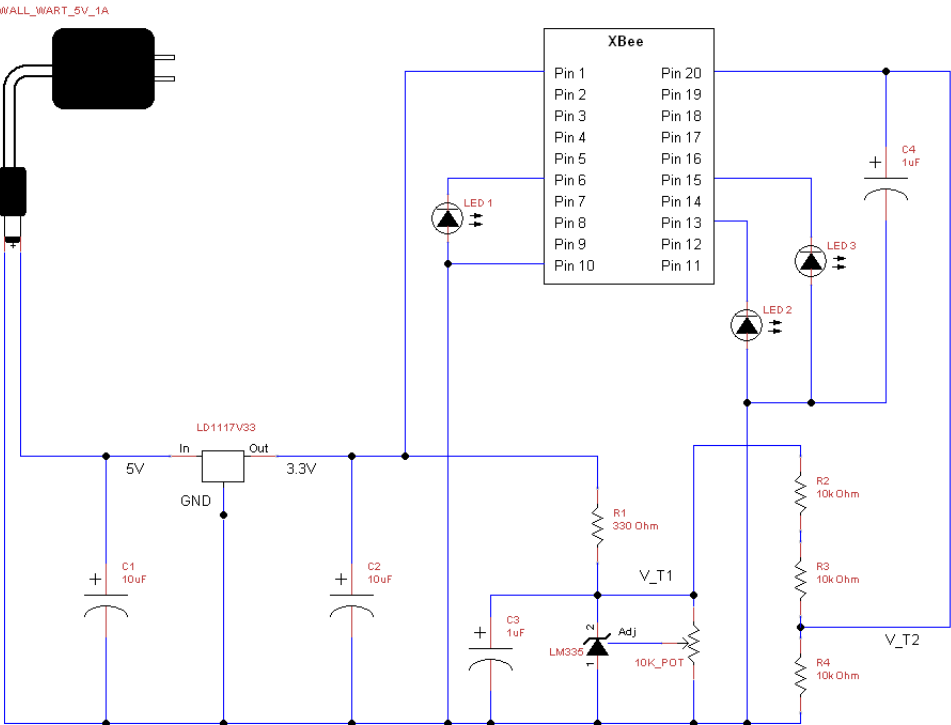 WALL_WART_5V_1A
XBee
Pin 1 Pin 20
Pin 2 Pin 19
Pin 3 Pin 18
Pin 4 Pin 17
Pin 5 Pin 16
Pin 6 Pin 15
Pin 7 Pin 14
Pin 8 Pin 13
Pin 9 Pin 12
Pin 10 Pin 11
C4
1uF
+
LED 1
LED 3
+
LED 2
LD1117V33
In Out
5V 3.3V
GND
R2
10k Ohm
R1
330 Ohm
C1
10uF
+
C2
10uF
+
R3
10k Ohm
V_T1
C3
1uF
+
2
Adj
LM335
1
10K_POT
V_T2
R4
10k Ohm